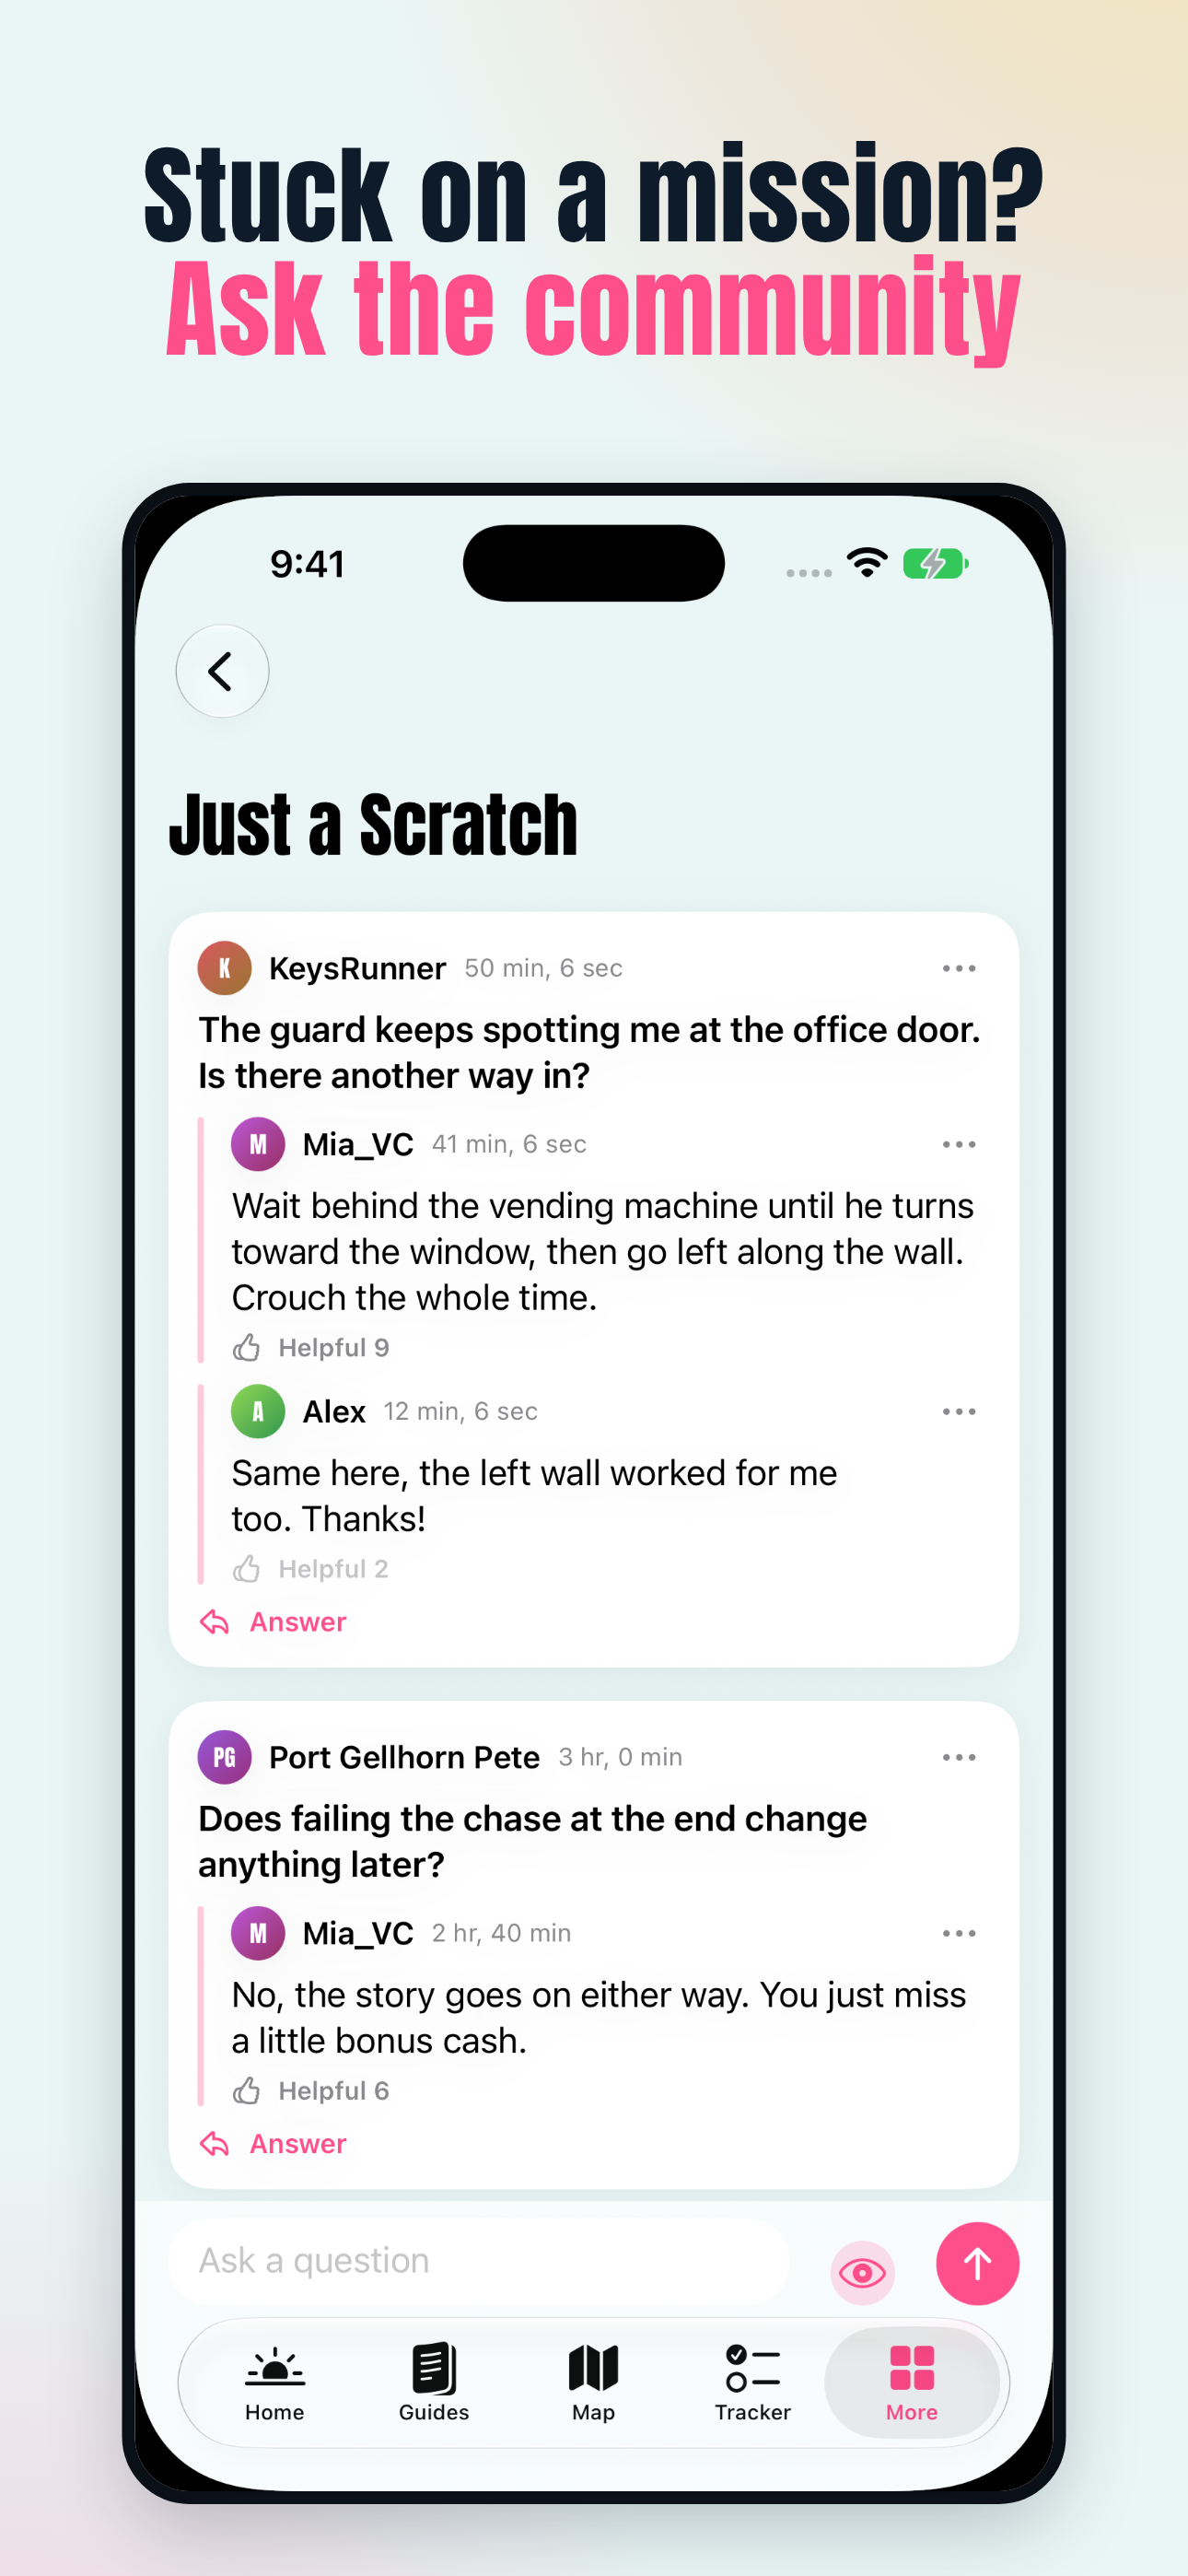 Stuck on a mission?
Ask the community
9:41
Just a Scratch
K KeysRunner 50 min, 6 sec
The guard keeps spotting me at the office door.
Is there another way in?
M Mia_VC 41 min, 6 sec
Wait behind the vending machine until he turns
toward the window, then go left along the wall.
Crouch the whole time.
Helpful 9
A Alex 12 min, 6 sec
Same here, the left wall worked for me
too. Thanks!
Helpful 2
Answer
PG Port Gellhorn Pete 3 hr, 0 min
Does failing the chase at the end change
anything later?
M Mia_VC 2 hr, 40 min
No, the story goes on either way. You just miss
a little bonus cash.
Helpful 6
Answer
Ask a question
Home Guides Map Tracker More